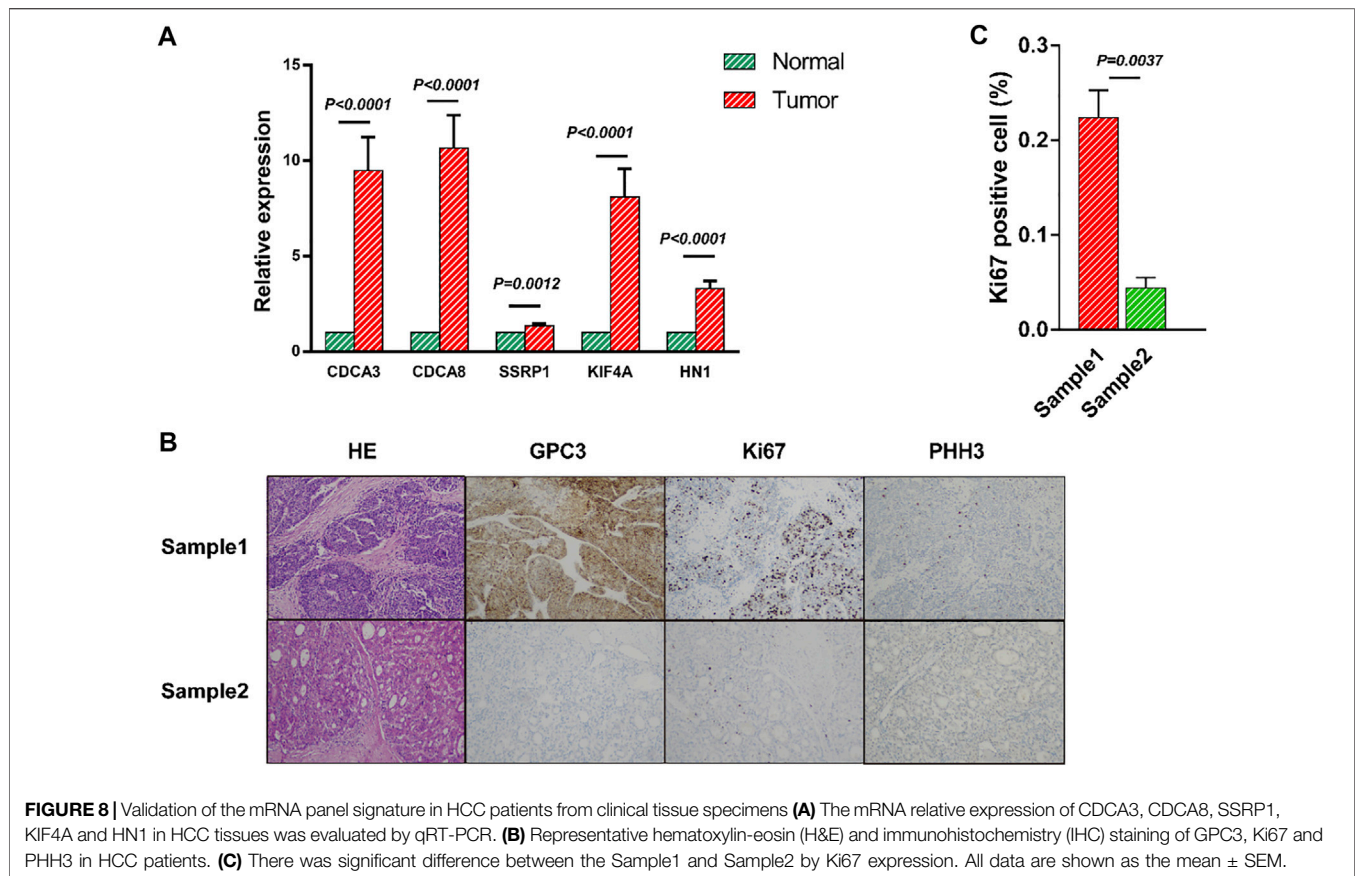 A
Relative expression
15
10
5
0
P<0.0001
P<0.0001
P=0.0012
P<0.0001
P<0.0001
CDCA3
CDCA8
SSRP1
KIF4A
HN1
Normal
Tumor
C
Ki67 positive cell (%)
0.3
0.2
0.1
0.0
P=0.0037
Sample1
Sample2
B
HE
GPC3
Ki67
PHH3
Sample1
Sample2
FIGURE 8 | Validation of the mRNA panel signature in HCC patients from clinical tissue specimens (A) The mRNA relative expression of CDCA3, CDCA8, SSRP1,
KIF4A and HN1 in HCC tissues was evaluated by qRT-PCR. (B) Representative hematoxylin-eosin (H&E) and immunohistochemistry (IHC) staining of GPC3, Ki67 and
PHH3 in HCC patients. (C) There was significant difference between the Sample1 and Sample2 by Ki67 expression. All data are shown as the mean ± SEM.